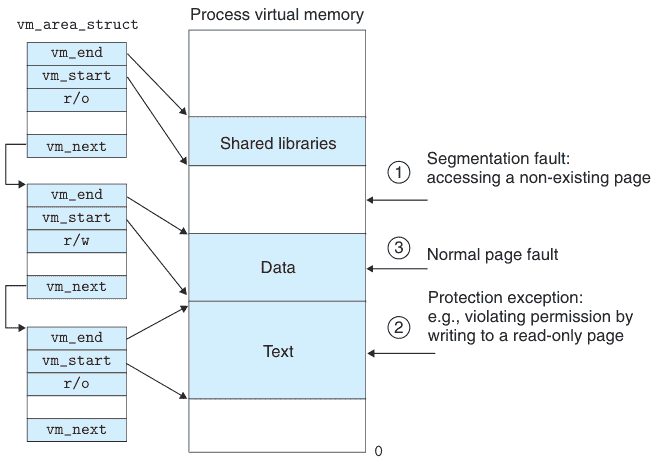 Process virtual memory
vm_area_struct
vm_end
vm_start
r/o
vm_next
vm_end
vm_start
r/w
vm_next
vm_end
vm_start
r/o
vm_next
Shared libraries
Data
Text
0
1
Segmentation fault:
accessing a non-existing page
3
Normal page fault
2
Protection exception:
e.g., violating permission by
writing to a read-only page